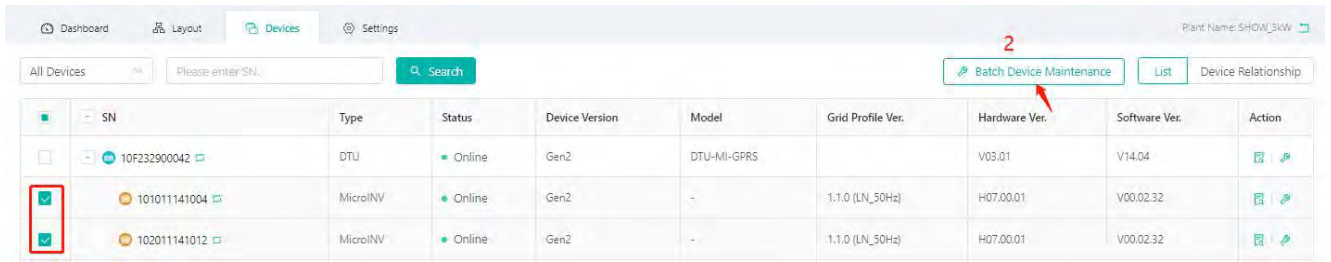 Dashboard Layout Devices Settings Plant Name: SHOW_3kW
2
All Devices Please enter SN. Search Batch Device Maintenance List Device Relationship
SN Type Status Device Version Model Grid Profile Ver. Hardware Ver. Software Ver. Action
10F232900042 DTU Online Gen2 DTU-MI-GPRS V03.01 V14.04
101011141004 MicroINV Online Gen2 - 1.1.0 (LN_50Hz) H07.00.01 V00.02.32
102011141012 MicroINV Online Gen2 - 1.1.0 (LN_50Hz) H07.00.01 V00.02.32